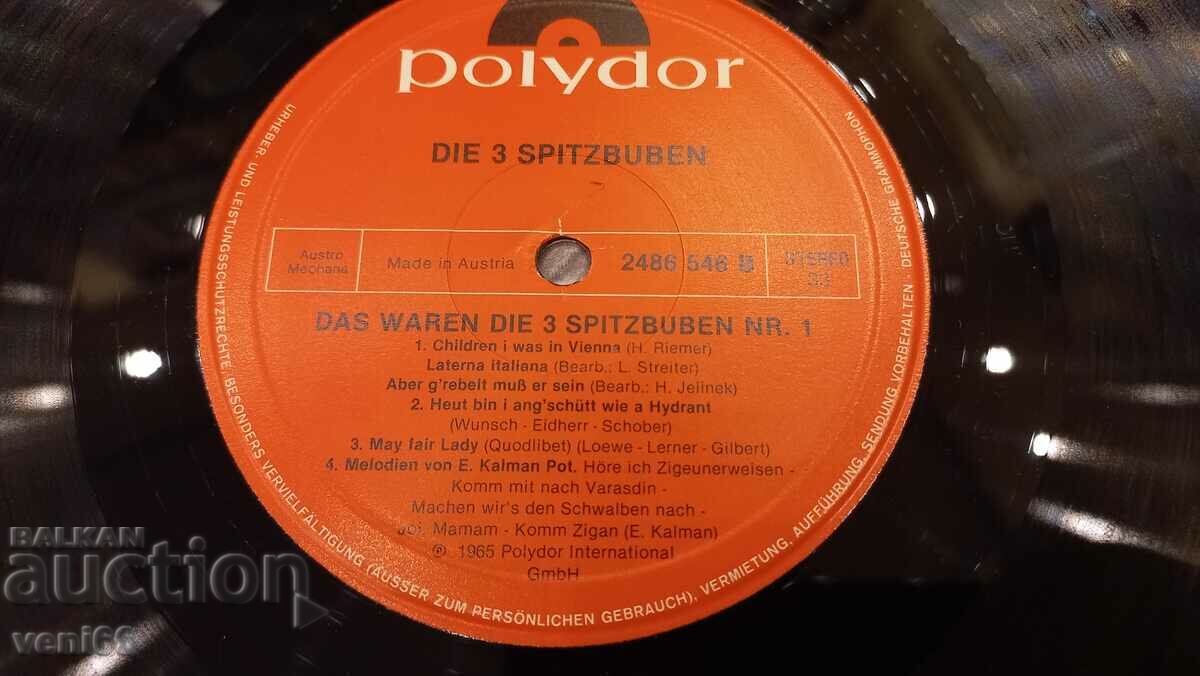 polydor
DIE 3 SPITZBUBEN
Austro
Mechana
Made in Austria
2486 546 B
STEREO
33
DAS WAREN DIE 3 SPITZBUBEN NR. 1
1. Children i was in Vienna (H. Riemer)
Laterna italiana (Bearb.: L. Streiter)
Aber g'rebelt muß er sein (Bearb.: H. Jelinek)
2. Heut bin i ang'schütt wie a Hydrant
(Wunsch - Eidherr - Schober)
3. May fair Lady (Quodlibet) (Loewe - Lerner - Gilbert)
4. Melodien von E. Kalman Pot. Höre ich Zigeunerweisen -
Komm mit nach Varasdin -
Machen wir's den Schwalben nach -
Joi, Mamam - Komm Zigan (E. Kalman)
℗ 1965 Polydor International
GmbH
URHEBER- UND LEISTUNGSSCHUTZRECHTE, BESONDERS VERVIELFÄLTIGUNG (AUSSER ZUM PERSÖNLICHEN GEBRAUCH), VERMIETUNG, AUFFÜHRUNG, SENDUNG VORBEHALTEN DEUTSCHE GRAMMOPHON
BALKAN
auction
veni68